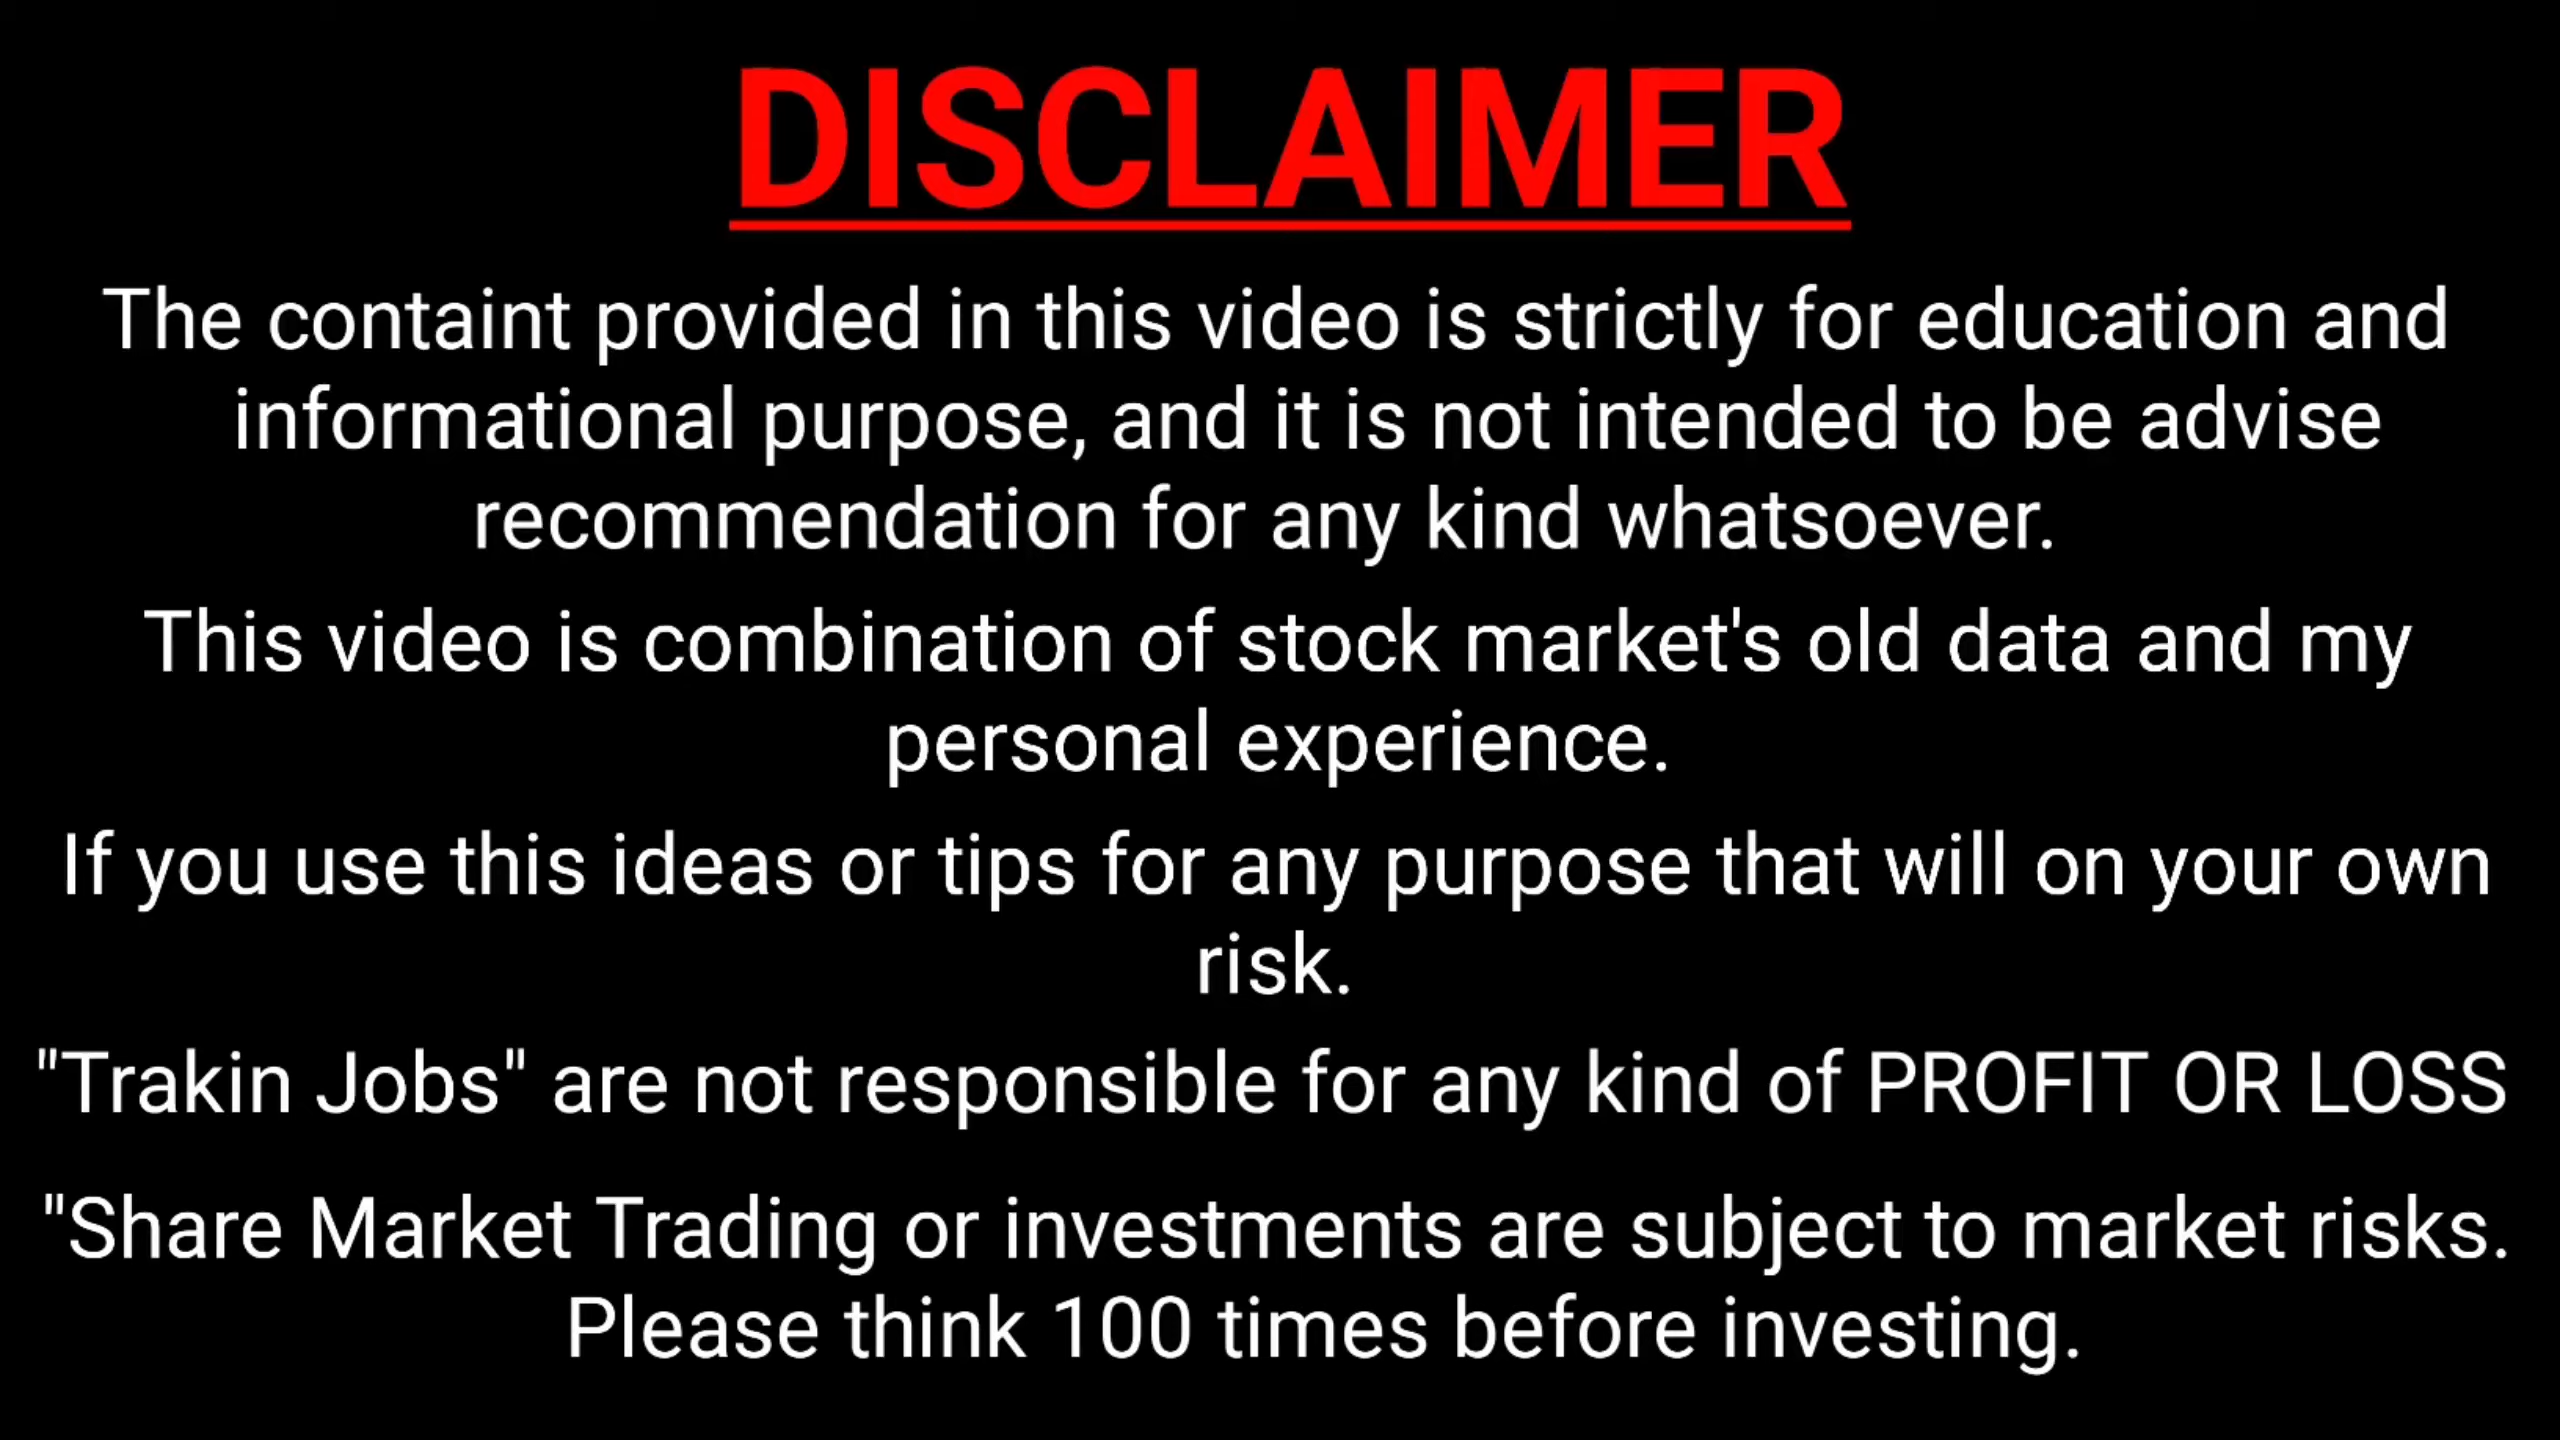 DISCLAIMER
The containt provided in this video is strictly for education and
informational purpose, and it is not intended to be advise
recommendation for any kind whatsoever.
This video is combination of stock market's old data and my
personal experience.
If you use this ideas or tips for any purpose that will on your own
risk.
"Trakin Jobs" are not responsible for any kind of PROFIT OR LOSS
"Share Market Trading or investments are subject to market risks.
Please think 100 times before investing.